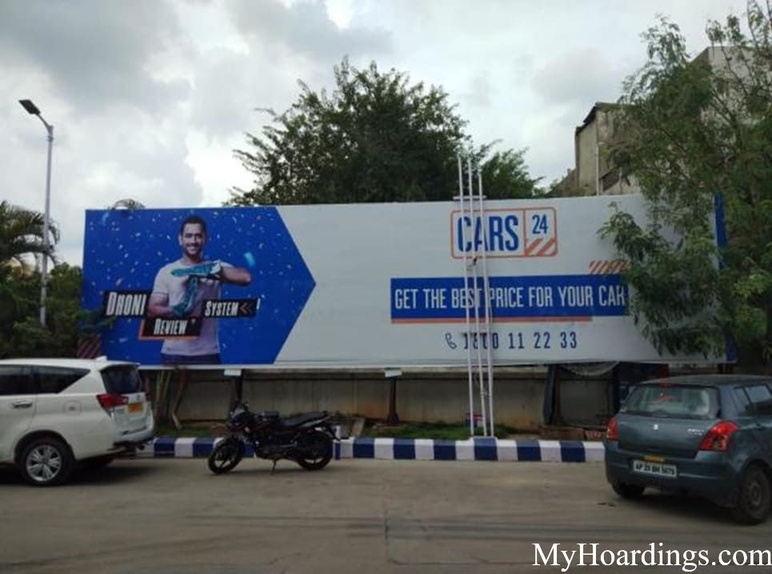 CARS 24
DHONI
REVIEW
SYSTEM !
GET THE BEST PRICE FOR YOUR CAR
1800 11 22 33
MyHoardings.com